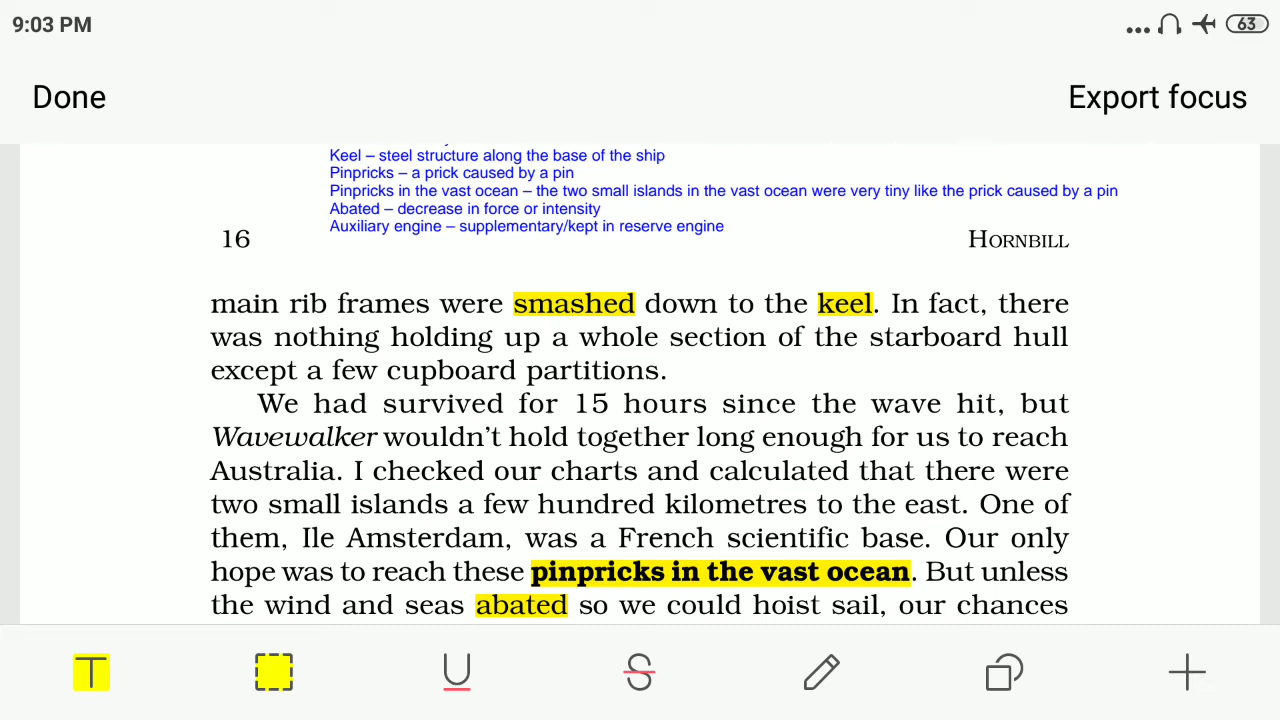 9:03 PM
63
Done
Export focus
Keel – steel structure along the base of the ship
Pinpricks – a prick caused by a pin
Pinpricks in the vast ocean – the two small islands in the vast ocean were very tiny like the prick caused by a pin
Abated – decrease in force or intensity
Auxiliary engine – supplementary/kept in reserve engine
16
HORNBILL
main rib frames were smashed down to the keel. In fact, there
was nothing holding up a whole section of the starboard hull
except a few cupboard partitions.
We had survived for 15 hours since the wave hit, but
Wavewalker wouldn't hold together long enough for us to reach
Australia. I checked our charts and calculated that there were
two small islands a few hundred kilometres to the east. One of
them, Ile Amsterdam, was a French scientific base. Our only
hope was to reach these pinpricks in the vast ocean. But unless
the wind and seas abated so we could hoist sail, our chances
T
U
S